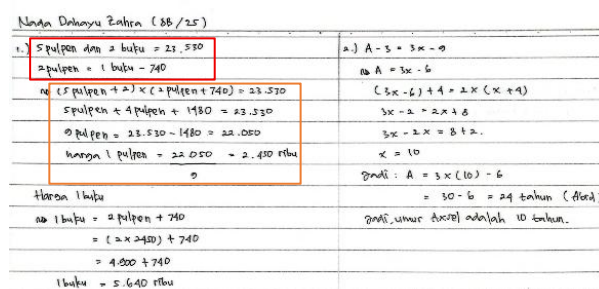 Nada Dahayu Zahra (8B/25)
1.) 5 pulpen dan 2 buku = 23.530
2 pulpen = 1 buku - 740
(5 pulpen + 2) x (2 pulpen + 740) = 23.530
5 pulpen + 4 pulpen + 1480 = 23.530
9 pulpen = 23.530 - 1480 = 22.050
harga 1 pulpen = 22 050 = 2.450 ribu
9
Harga 1 buku
1 buku = 2 pulpen + 740
= (2 x 2450) + 740
= 4.900 + 740
1 buku = 5.640 ribu
2.) A - 3 = 3x - 9
A = 3x - 6
(3x - 6) + 4 = 2x (x + 4)
3x - 2 = 2x + 8
3x - 2x = 8 + 2.
x = 10
Jadi : A = 3 x (10) - 6
= 30 - 6 = 24 tahun
Jadi, umur Axsel adalah 10 tahun.